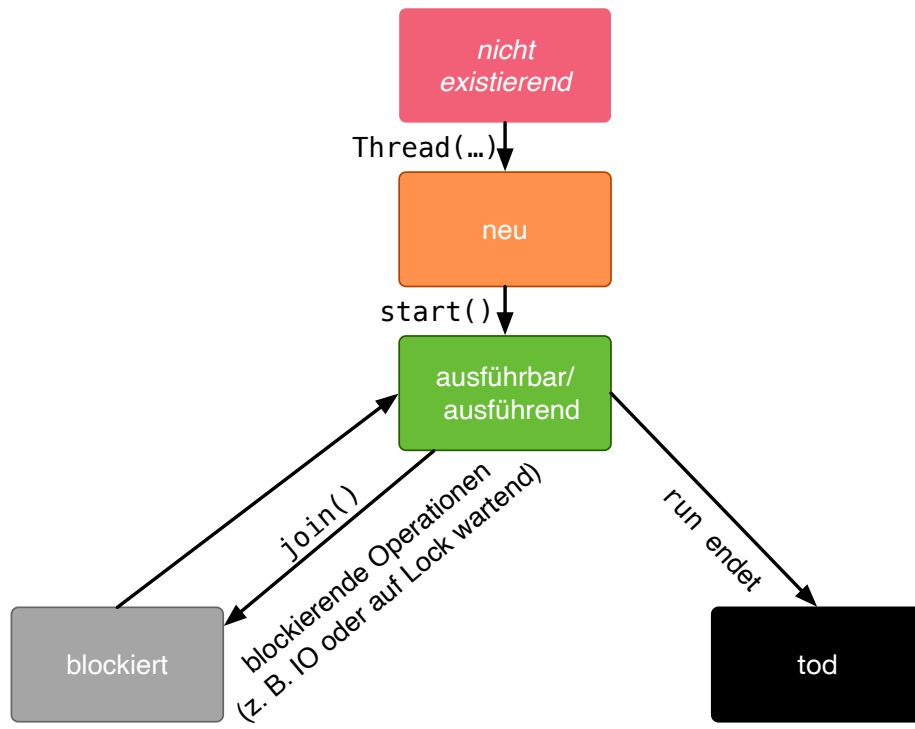 nicht
existierend
Thread(…)
neu
start()
ausführbar/
ausführend
join()
blockierende Operationen
(z. B. IO oder auf Lock wartend)
run endet
blockiert
tod